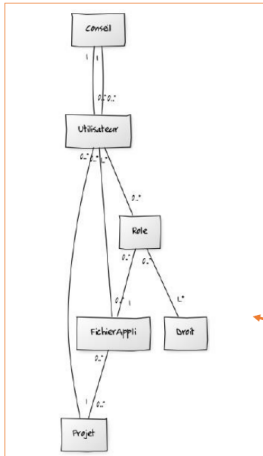 Conseil
1 1
0..* 0..*
Utilisateur
0..* 0..* 1..*
0..*
Role
0..* 0..*
0..* 1 1..*
FichierAppli
Droit
0..*
1 0..*
Projet